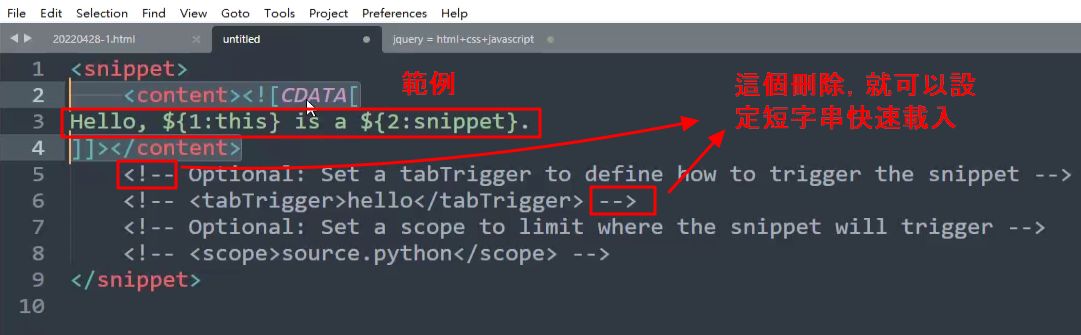 File Edit Selection Find View Goto Tools Project Preferences Help
20220428-1.html × untitled jquery = html+css+javascript
1 <snippet>
2 <content><![CDATA[
範例
這個刪除, 就可以設
定短字串快速載入
3 Hello, ${1:this} is a ${2:snippet}.
4 ]]></content>
5 <!-- Optional: Set a tabTrigger to define how to trigger the snippet -->
6 <!-- <tabTrigger>hello</tabTrigger> -->
7 <!-- Optional: Set a scope to limit where the snippet will trigger -->
8 <!-- <scope>source.python</scope> -->
9 </snippet>
10